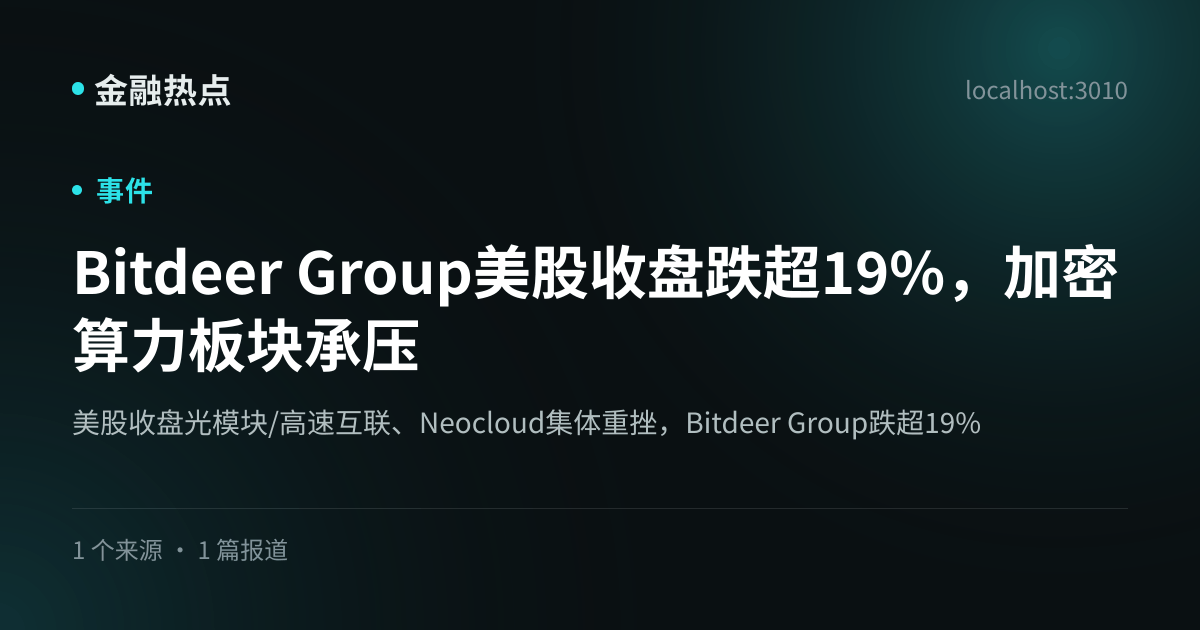 金融热点
localhost:3010
事件
Bitdeer Group美股收盘跌超19%，加密
算力板块承压
美股收盘光模块/高速互联、Neocloud集体重挫，Bitdeer Group跌超19%
1 个来源 · 1 篇报道